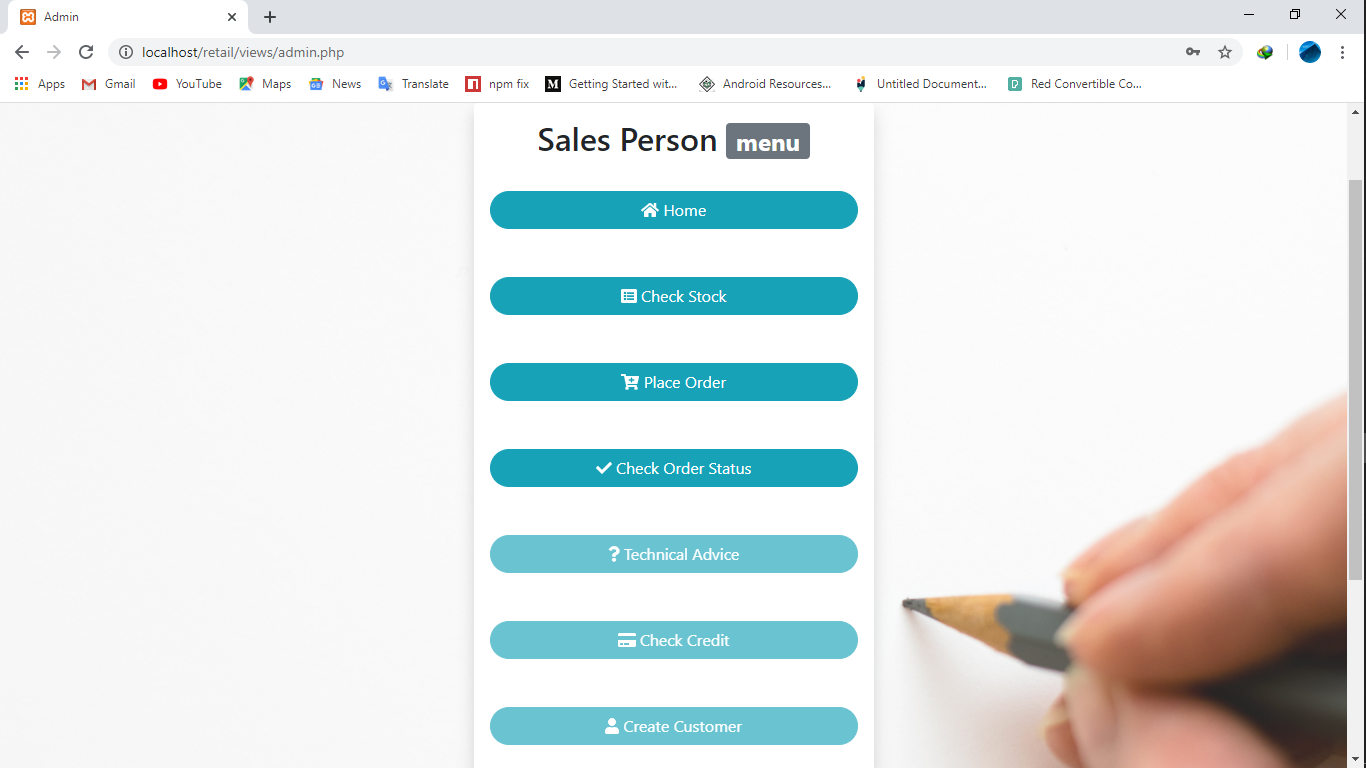 Admin
localhost/retail/views/admin.php
Apps Gmail YouTube Maps News Translate npm fix Getting Started wit... Android Resources... Untitled Document... Red Convertible Co...
Sales Person menu
Home
Check Stock
Place Order
Check Order Status
Technical Advice
Check Credit
Create Customer